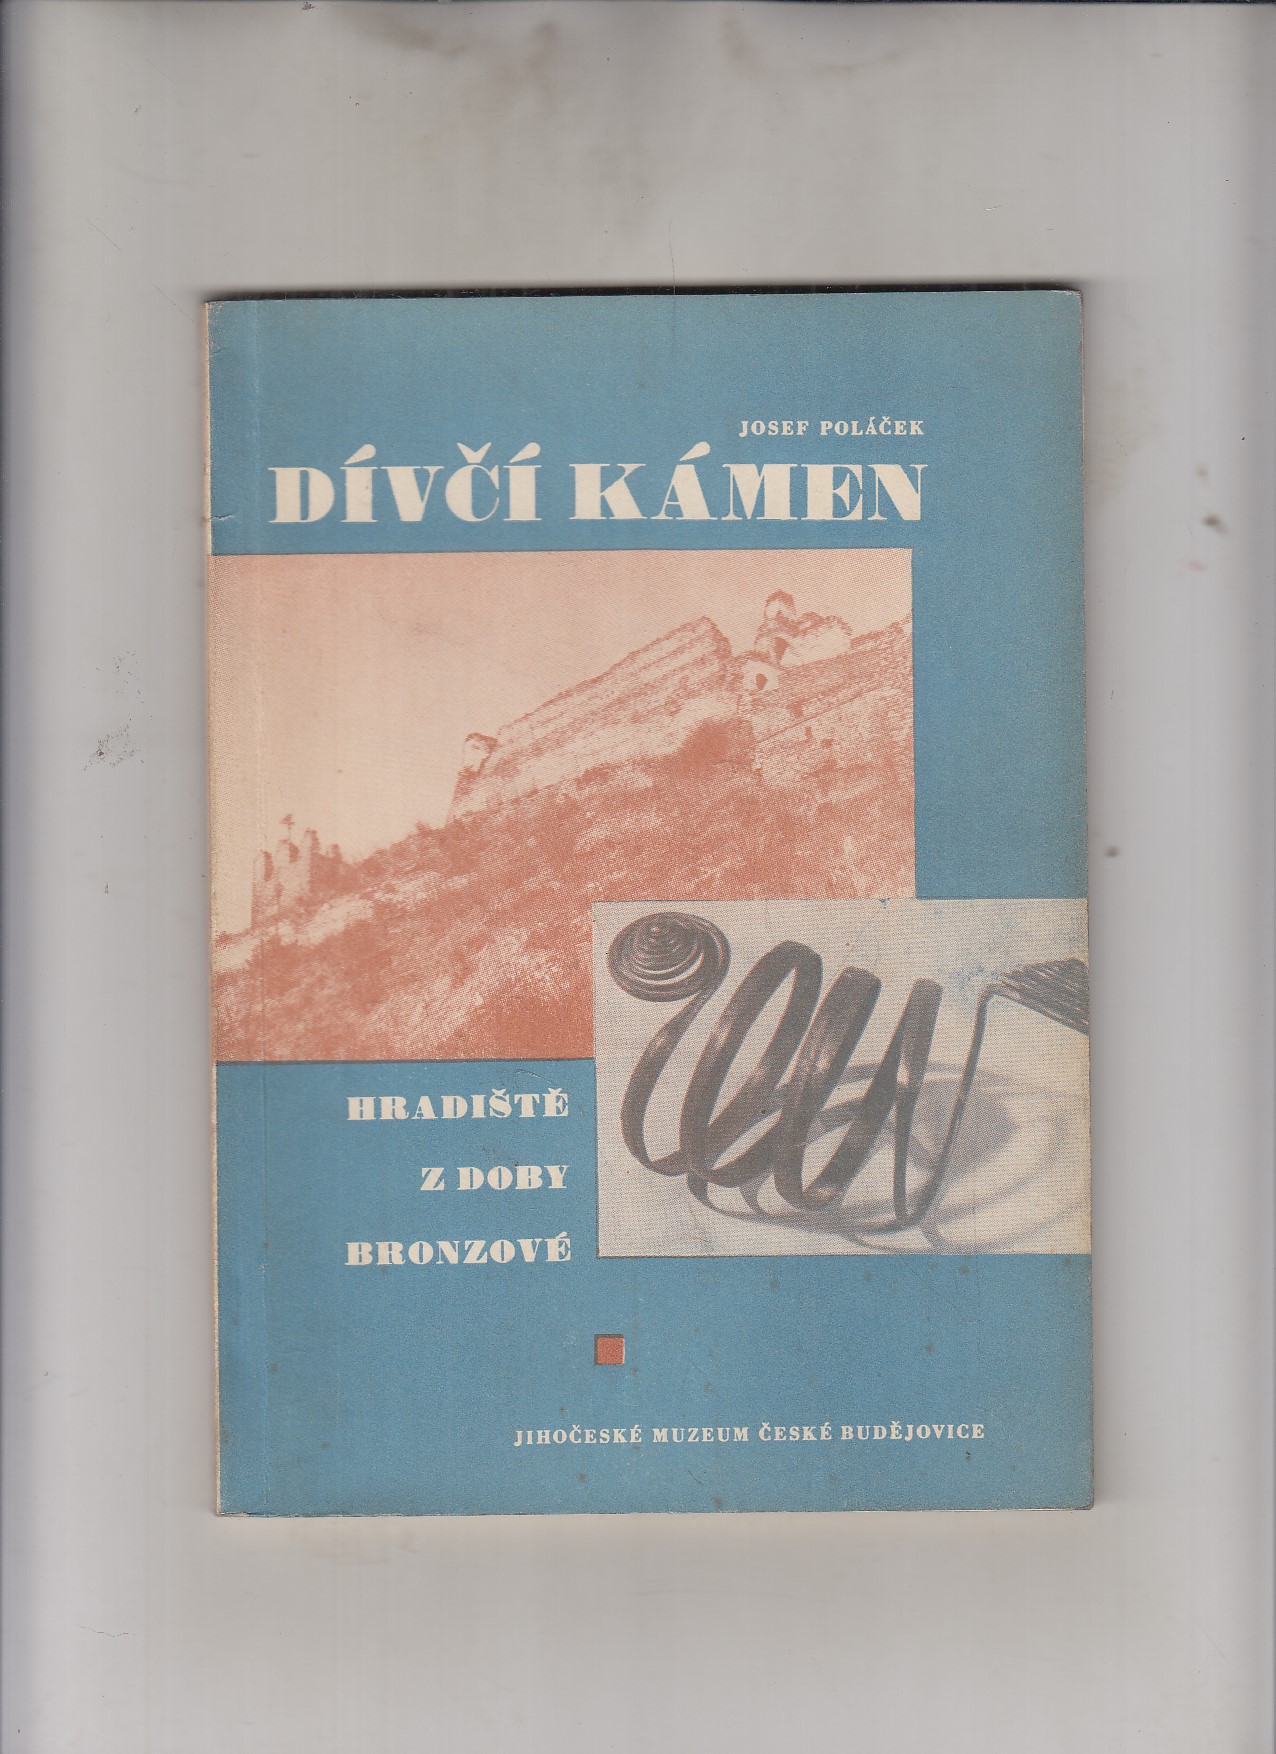 JOSEF POLÁČEK
DÍVČÍ KÁMEN
HRADIŠTĚ
Z DOBY
BRONZOVÉ
JIHOČESKÉ MUZEUM ČESKÉ BUDĚJOVICE